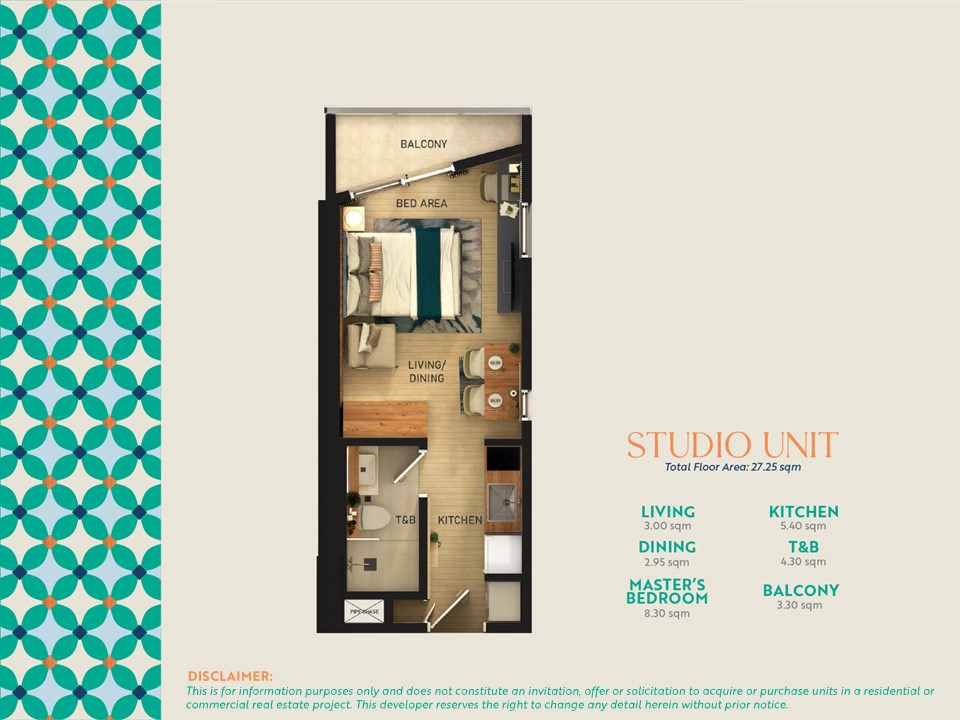 BALCONY
BED AREA
LIVING/
DINING
T&B
KITCHEN
PIPE CHASE
STUDIO UNIT
Total Floor Area: 27.25 sqm
LIVING
3.00 sqm
KITCHEN
5.40 sqm
DINING
2.95 sqm
T&B
4.30 sqm
MASTER'S
BEDROOM
8.30 sqm
BALCONY
3.30 sqm
DISCLAIMER:
This is for information purposes only and does not constitute an invitation, offer or solicitation to acquire or purchase units in a residential or
commercial real estate project. This developer reserves the right to change any detail herein without prior notice.